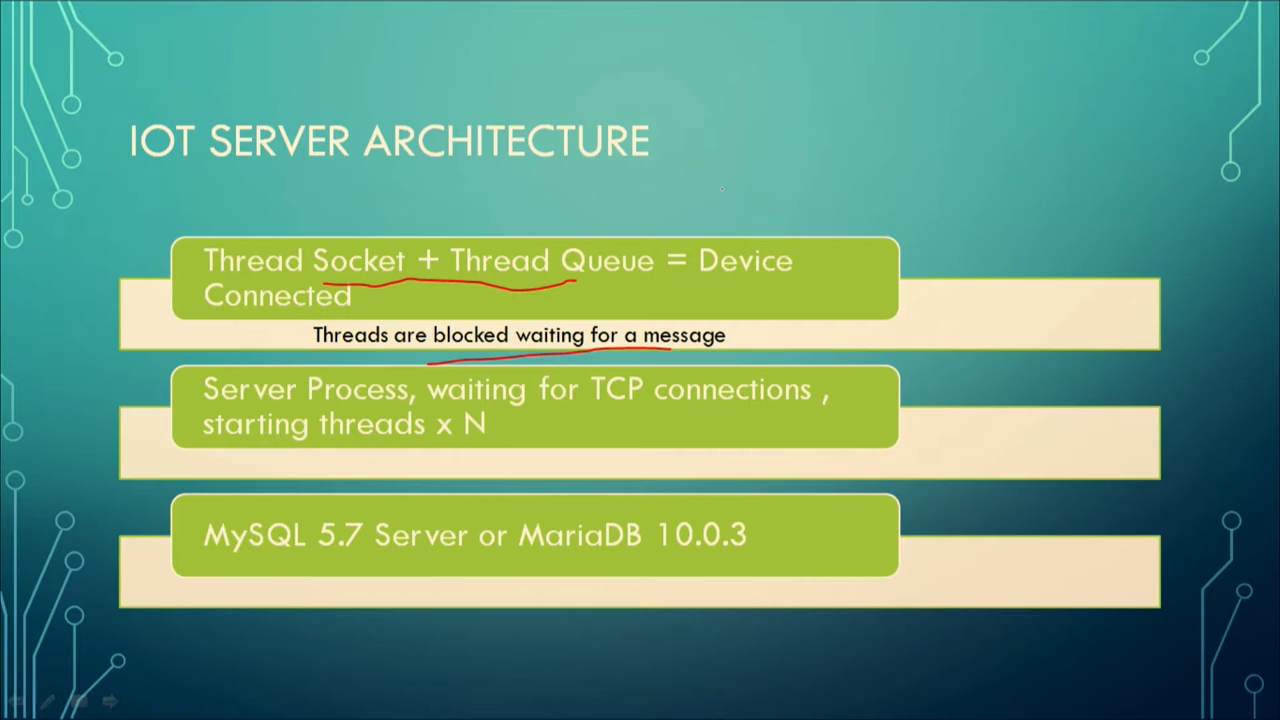 IOT SERVER ARCHITECTURE
Thread Socket + Thread Queue = Device
Connected
Threads are blocked waiting for a message
Server Process, waiting for TCP connections ,
starting threads x N
MySQL 5.7 Server or MariaDB 10.0.3